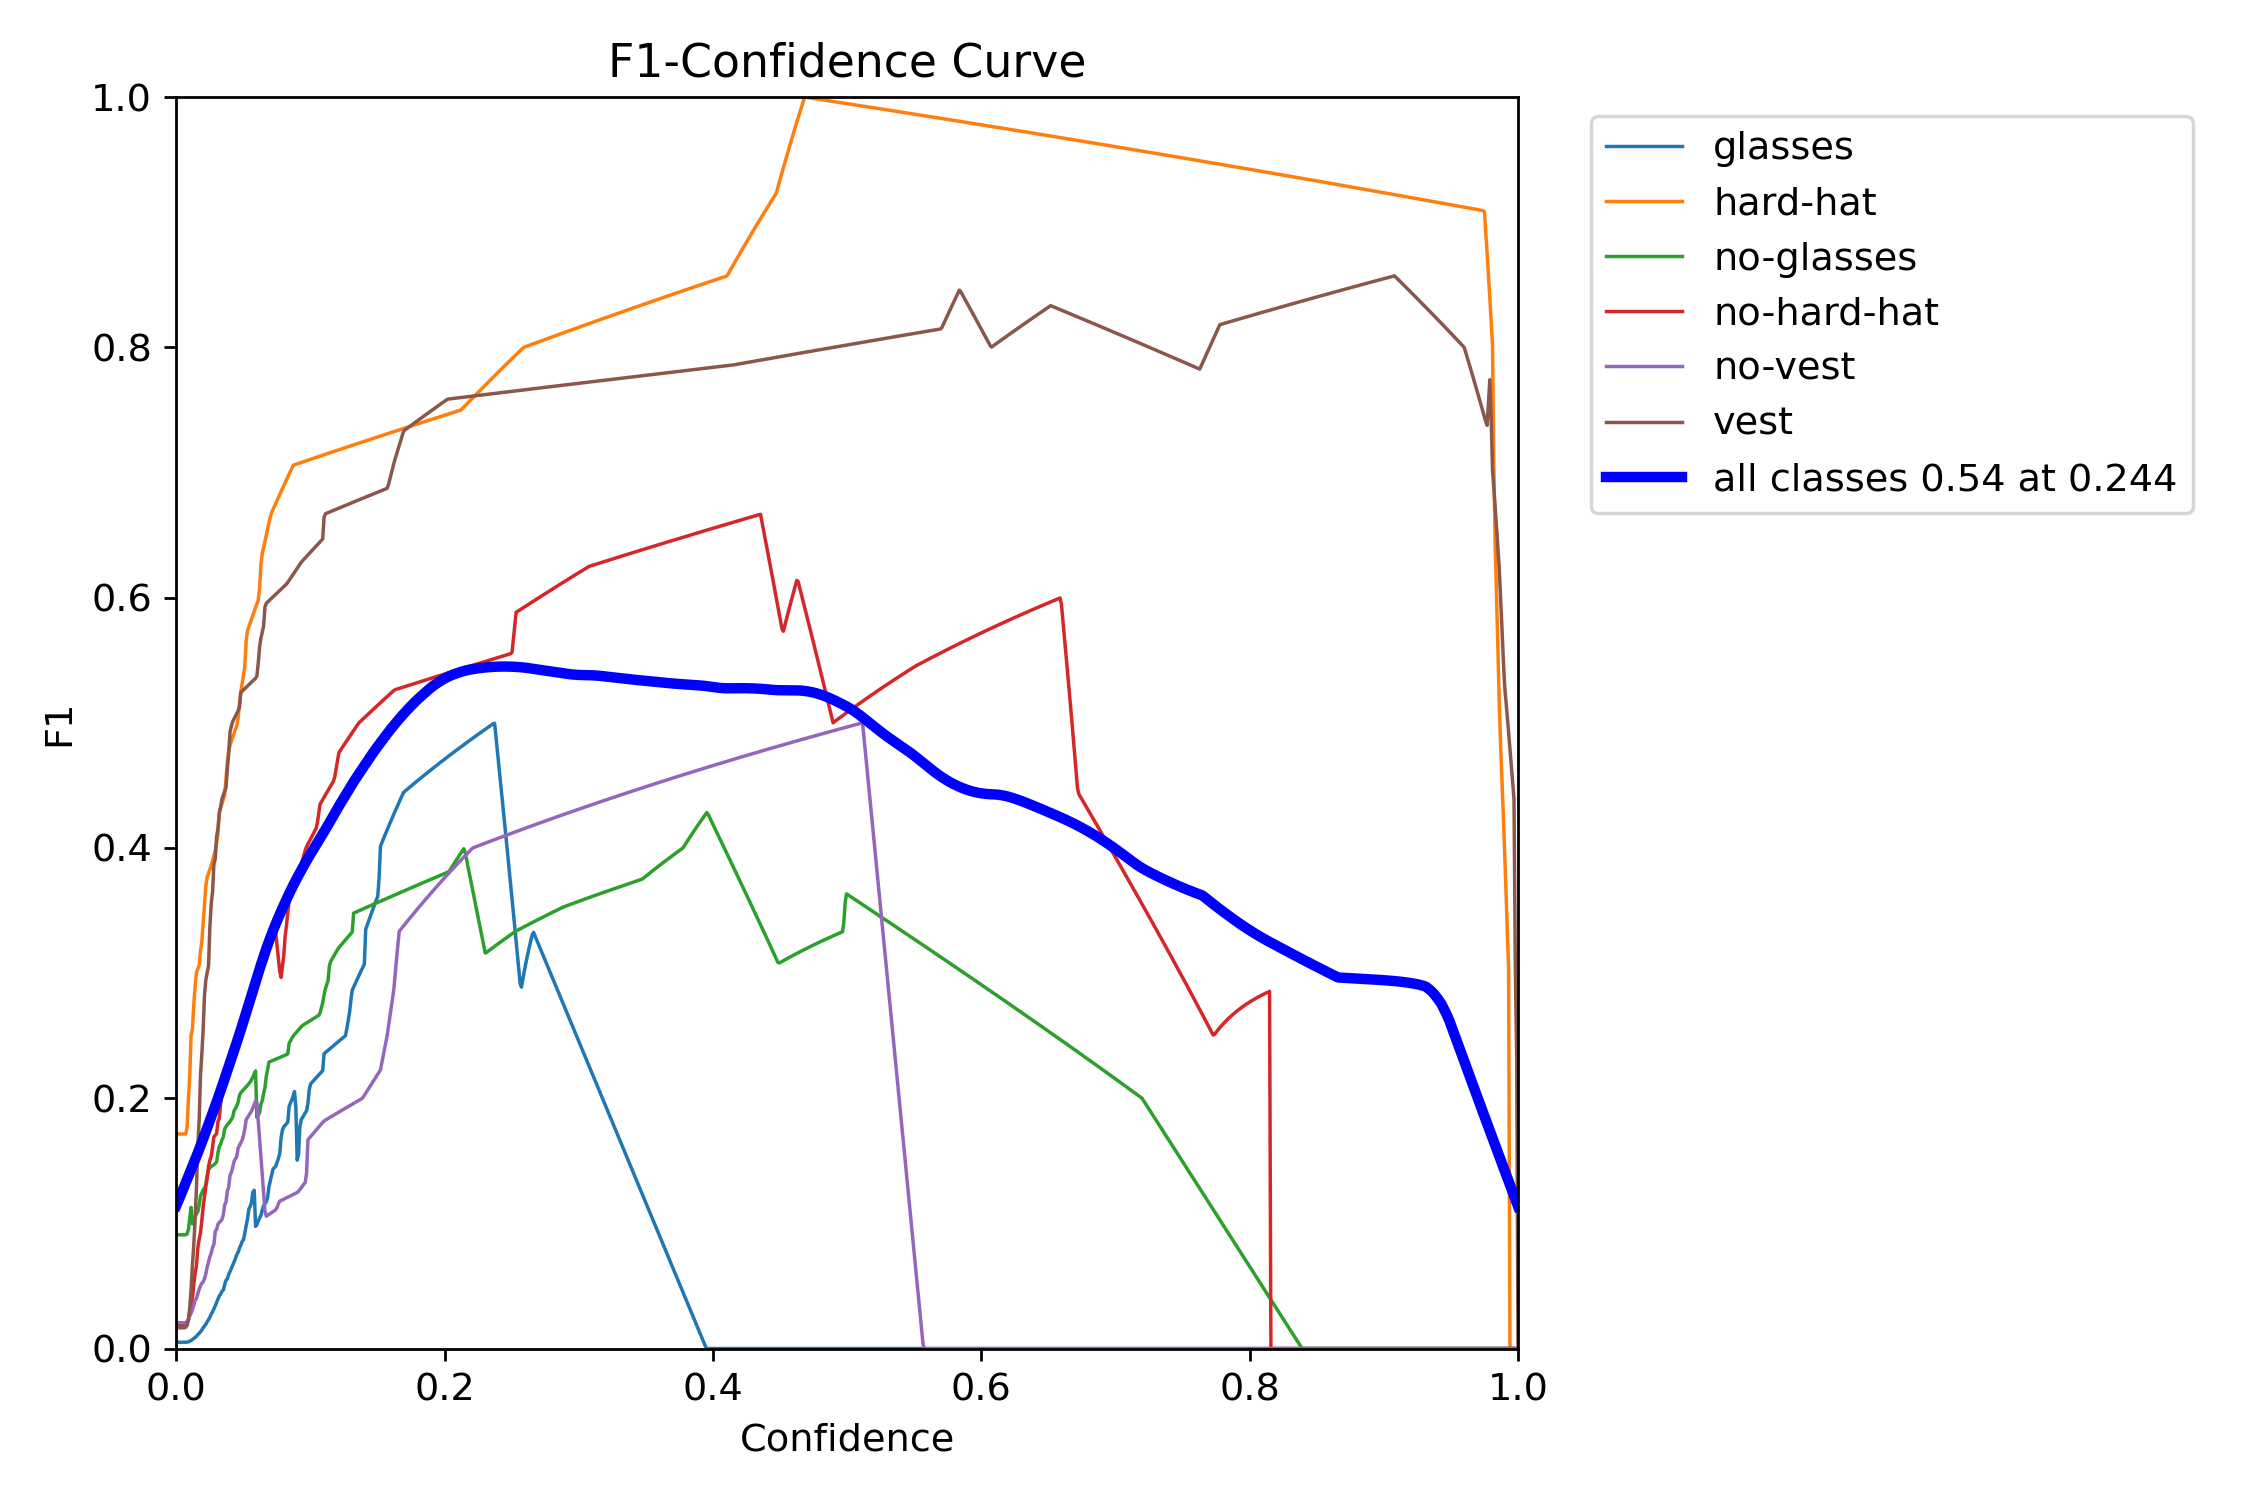 F1-Confidence Curve
1.0
0.8
0.6
0.4
0.2
0.0
F1
0.0 0.2 0.4 0.6 0.8 1.0
Confidence
glasses
hard-hat
no-glasses
no-hard-hat
no-vest
vest
all classes 0.54 at 0.244